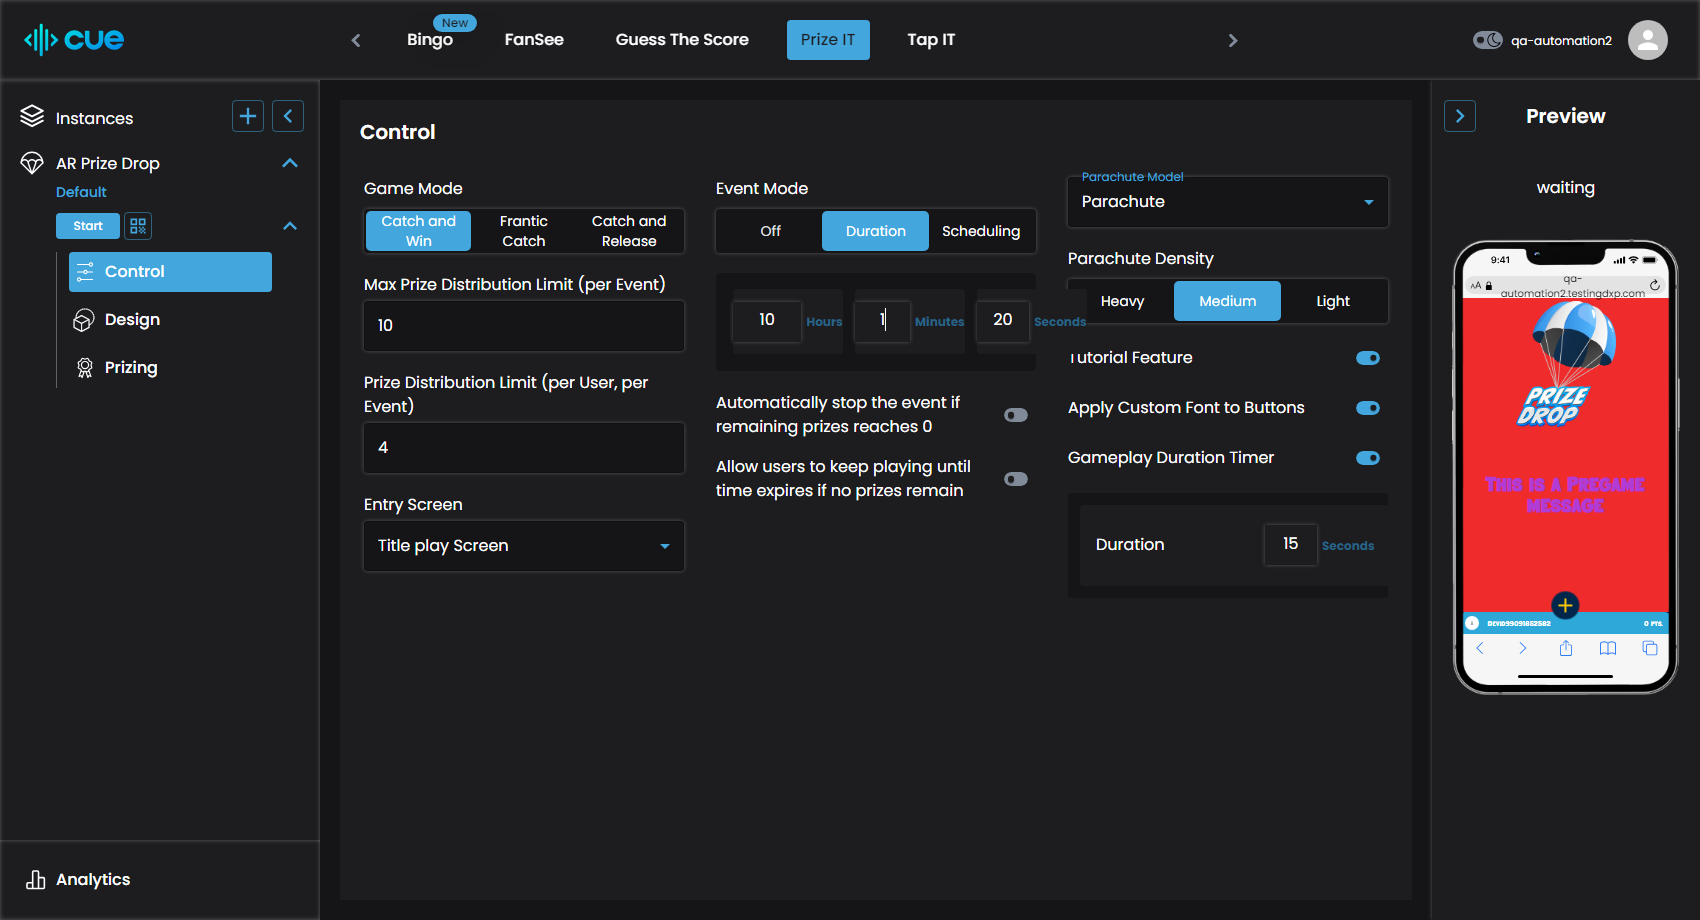 cue
New
Bingo
FanSee
Guess The Score
Prize IT
Tap IT
qa-automation2
Instances
AR Prize Drop
Default
Start
Control
Design
Prizing
Analytics
Control
Game Mode
Catch and
Win
Frantic
Catch
Catch and
Release
Max Prize Distribution Limit (per Event)
10
Prize Distribution Limit (per User, per
Event)
4
Entry Screen
Title play Screen
Event Mode
Off
Duration
Scheduling
10 Hours 1 Minutes 20 Seconds
Automatically stop the event if
remaining prizes reaches 0
Allow users to keep playing until
time expires if no prizes remain
Parachute Model
Parachute
Parachute Density
Heavy
Medium
Light
Tutorial Feature
Apply Custom Font to Buttons
Gameplay Duration Timer
Duration
15 Seconds
Preview
waiting
9:41
AA
qa-
automation2.testingdxp.com
PRIZE
DROP
THIS IS A PREGAME
MESSAGE
0 PTS.